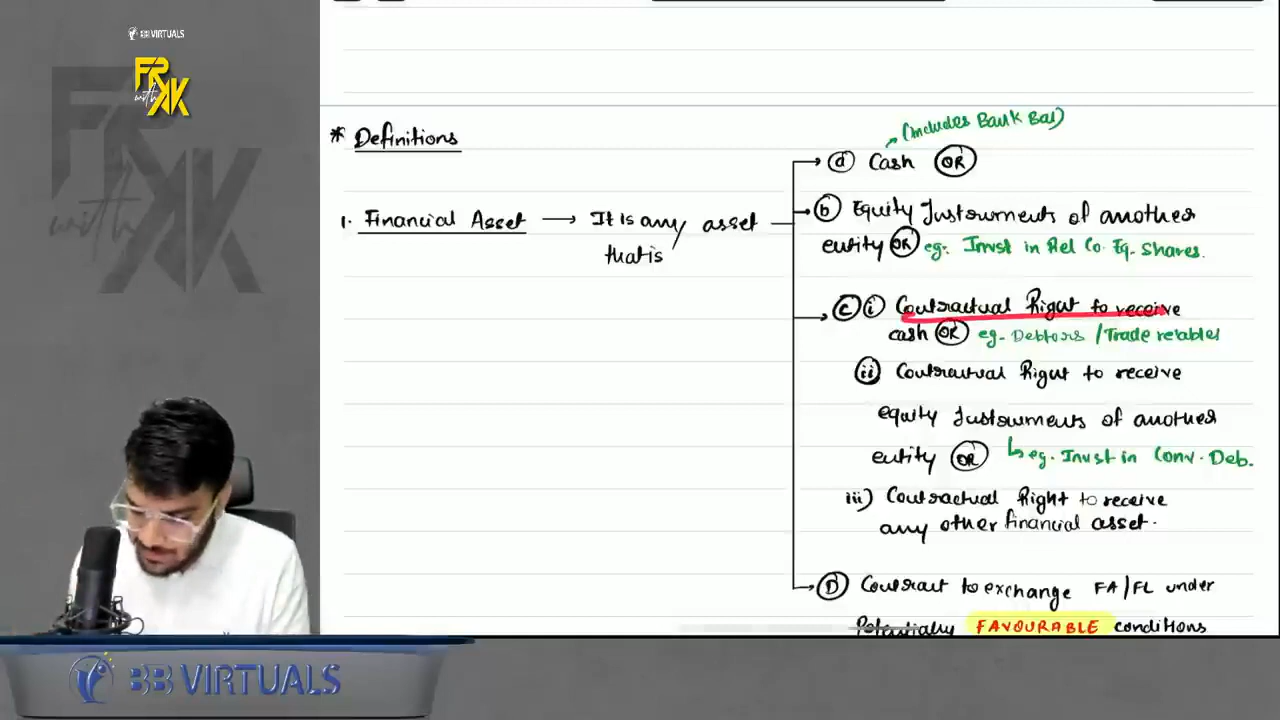 BB VIRTUALS
FR
with KK
* Definitions
(Includes Bank Bal)
a Cash OR
1. Financial Asset → It is any asset
that is
b Equity Instruments of another
entity OR eg: Invst in Rel Co. Eq. Shares.
C i Contractual Right to receive
cash OR eg. Debtors / Trade re'ables
ii Contractual Right to receive
equity Instruments of another
entity OR eg. Invst in Conv. Deb.
iii) Contractual Right to receive
any other financial asset.
D Contract to exchange FA/FL under
Potentially FAVOURABLE conditions
BB VIRTUALS